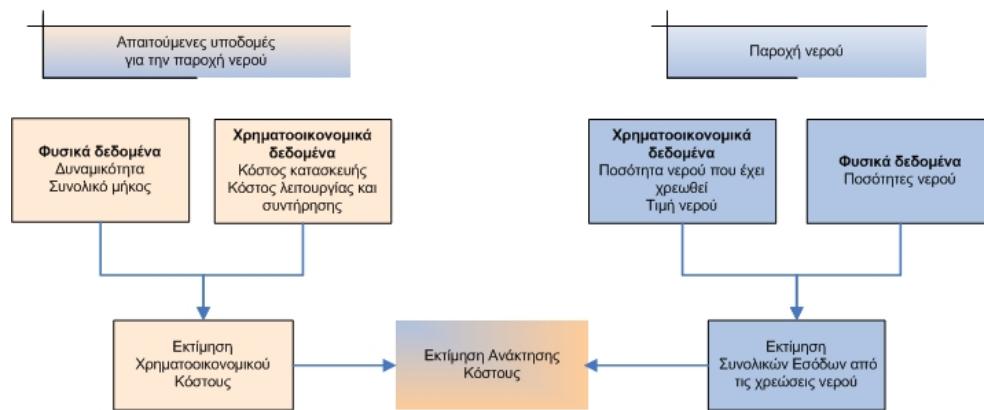 Απαιτούμενες υποδομές
για την παροχή νερού
Παροχή νερού
Φυσικά δεδομένα
Δυναμικότητα
Συνολικό μήκος
Χρηματοοικονομικά
δεδομένα
Κόστος κατασκευής
Κόστος λειτουργίας και
συντήρησης
Χρηματοοικονομικά
δεδομένα
Ποσότητα νερού που έχει
χρεωθεί
Τιμή νερού
Φυσικά δεδομένα
Ποσότητες νερού
Εκτίμηση
Χρηματοοικονομικού
Κόστους
Εκτίμηση Ανάκτησης
Κόστους
Εκτίμηση
Συνολικών Εσόδων από
τις χρεώσεις νερού